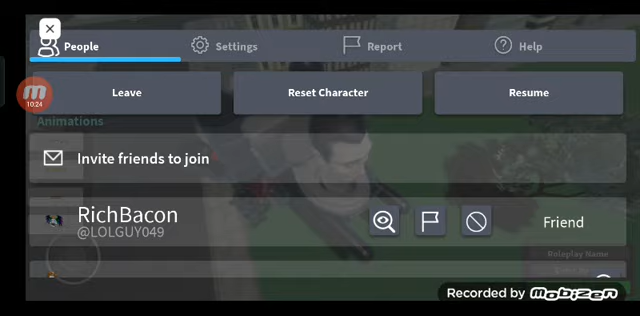 People
Settings
Report
Help
Leave
Reset Character
Resume
10:24
Animations
Invite friends to join
RichBacon
@LOLGUY049
Friend
Roleplay Name
Recorded by Mobizen